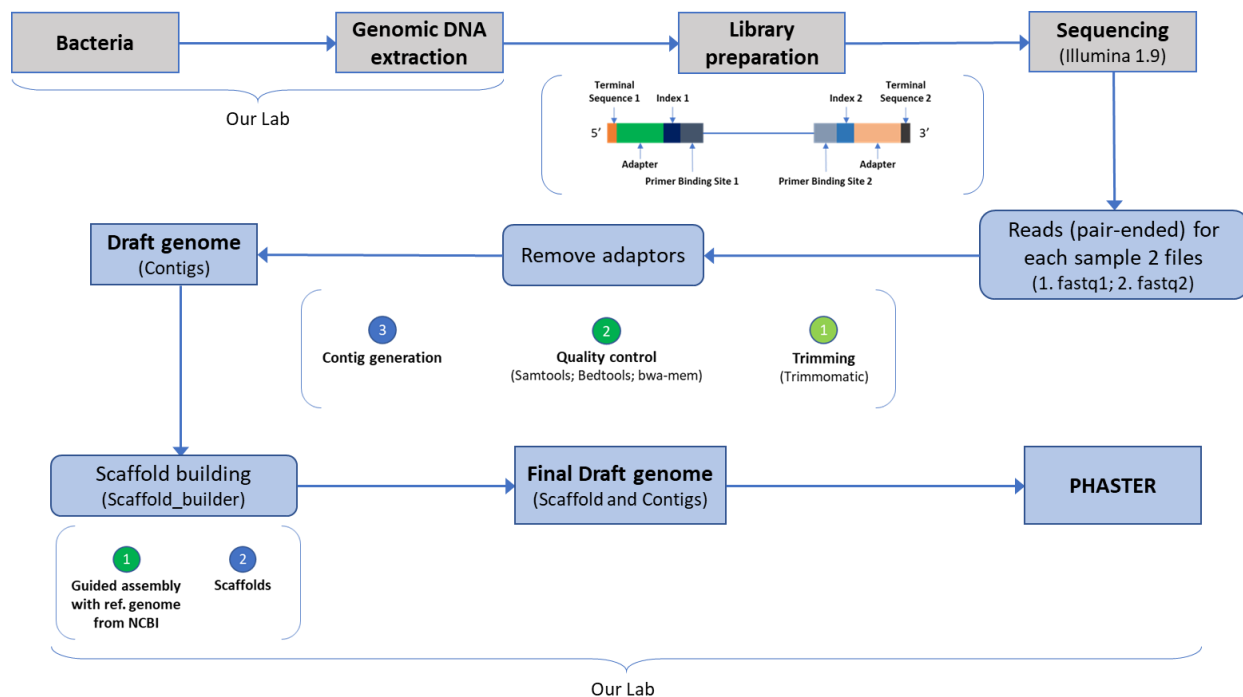 Bacteria
Genomic DNA
extraction
Library
preparation
Sequencing
(Illumina 1.9)
Our Lab
Terminal
Sequence 1
Index 1
Index 2
Terminal
Sequence 2
5’
3’
Adapter
Adapter
Primer Binding Site 1
Primer Binding Site 2
Reads (pair-ended) for
each sample 2 files
(1. fastq1; 2. fastq2)
Remove adaptors
Draft genome
(Contigs)
3
Contig generation
2
Quality control
(Samtools; Bedtools; bwa-mem)
1
Trimming
(Trimmomatic)
Scaffold building
(Scaffold_builder)
Final Draft genome
(Scaffold and Contigs)
PHASTER
1
Guided assembly
with ref. genome
from NCBI
2
Scaffolds
Our Lab